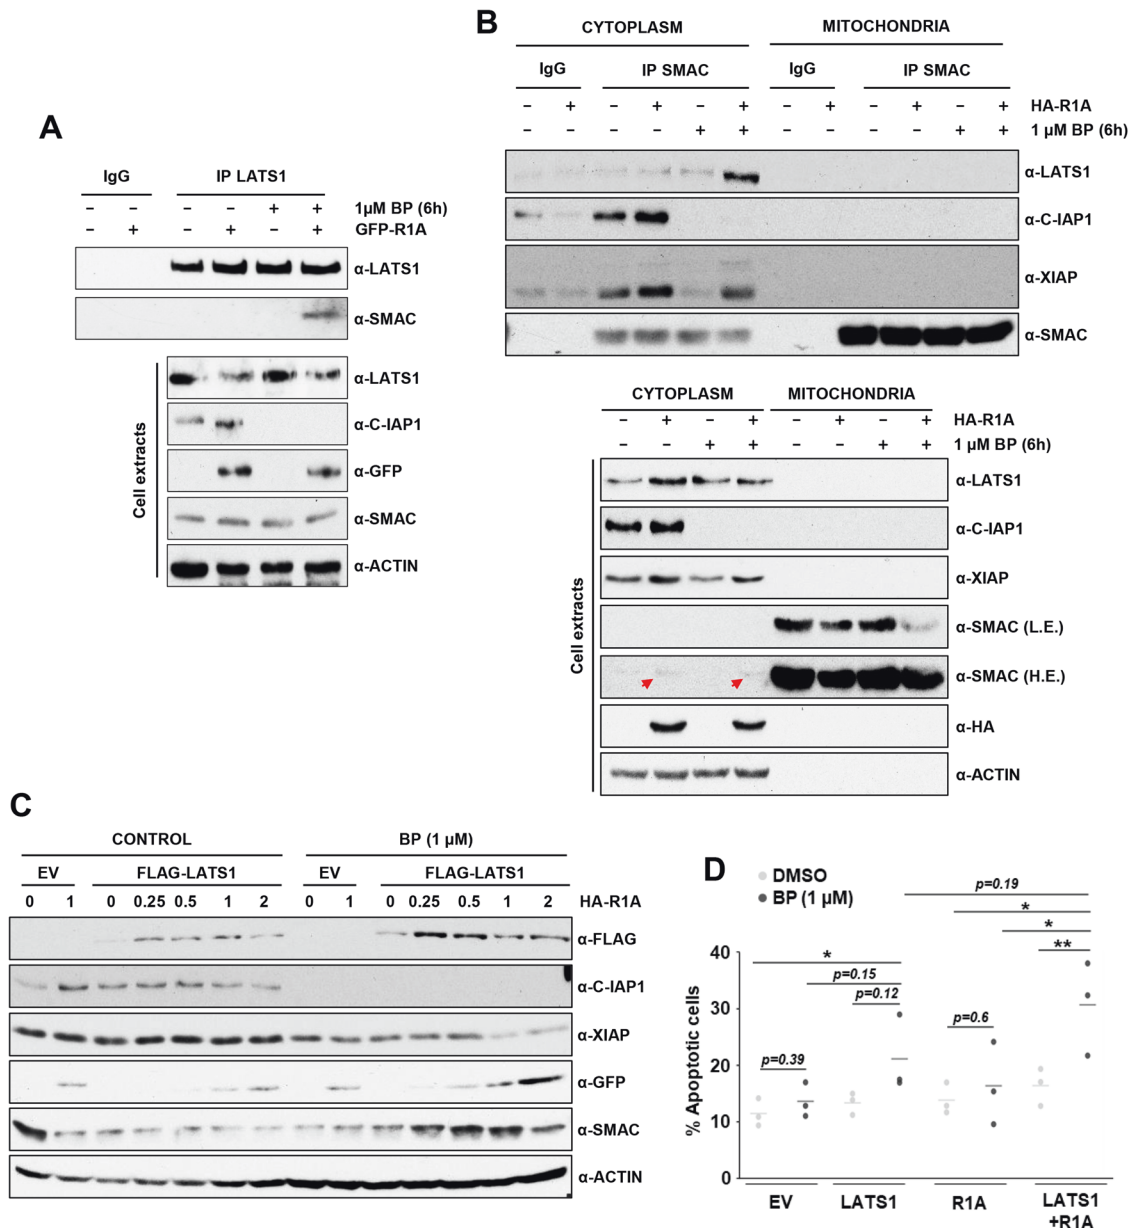 A
IgG IP LATS1
– – – – + + 1µM BP (6h)
– + – + – + GFP-R1A
α-LATS1
α-SMAC
Cell extracts
α-LATS1
α-C-IAP1
α-GFP
α-SMAC
α-ACTIN
B
CYTOPLASM MITOCHONDRIA
IgG IP SMAC IgG IP SMAC
– + – + – + – + – + – + HA-R1A
– – – – + + – – – – + + 1 µM BP (6h)
α-LATS1
α-C-IAP1
α-XIAP
α-SMAC
CYTOPLASM MITOCHONDRIA
– + – + – + – + HA-R1A
– – + + – – + + 1 µM BP (6h)
Cell extracts
α-LATS1
α-C-IAP1
α-XIAP
α-SMAC (L.E.)
α-SMAC (H.E.)
α-HA
α-ACTIN
C
CONTROL BP (1 µM)
EV FLAG-LATS1 EV FLAG-LATS1
0 1 0 0.25 0.5 1 2 0 1 0 0.25 0.5 1 2 HA-R1A
α-FLAG
α-C-IAP1
α-XIAP
α-GFP
α-SMAC
α-ACTIN
D
DMSO
BP (1 µM)
p=0.19
*
*
**
*
p=0.15
p=0.12
p=0.6
p=0.39
% Apoptotic cells
40
30
20
10
0
EV LATS1 R1A LATS1
+R1A